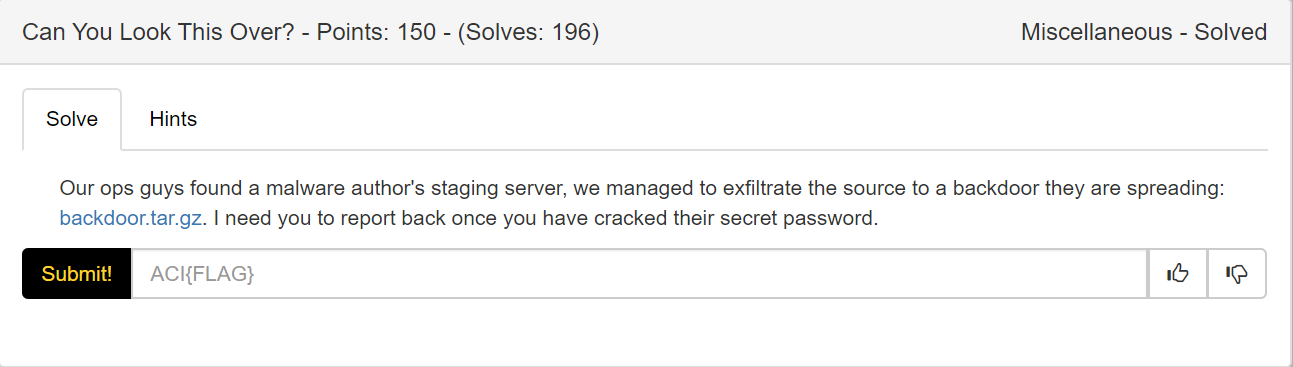 Can You Look This Over? - Points: 150 - (Solves: 196) Miscellaneous - Solved
Solve Hints
Our ops guys found a malware author's staging server, we managed to exfiltrate the source to a backdoor they are spreading:
backdoor.tar.gz. I need you to report back once you have cracked their secret password.
Submit! ACI{FLAG}